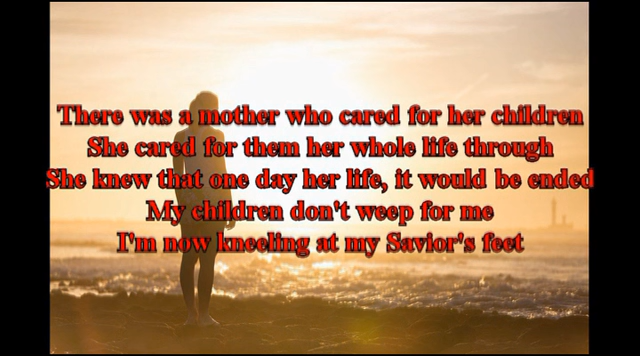 There was a mother who cared for her children
She cared for them her whole life through
She knew that one day her life, it would be ended
My children don't weep for me
I'm now kneeling at my Savior's feet